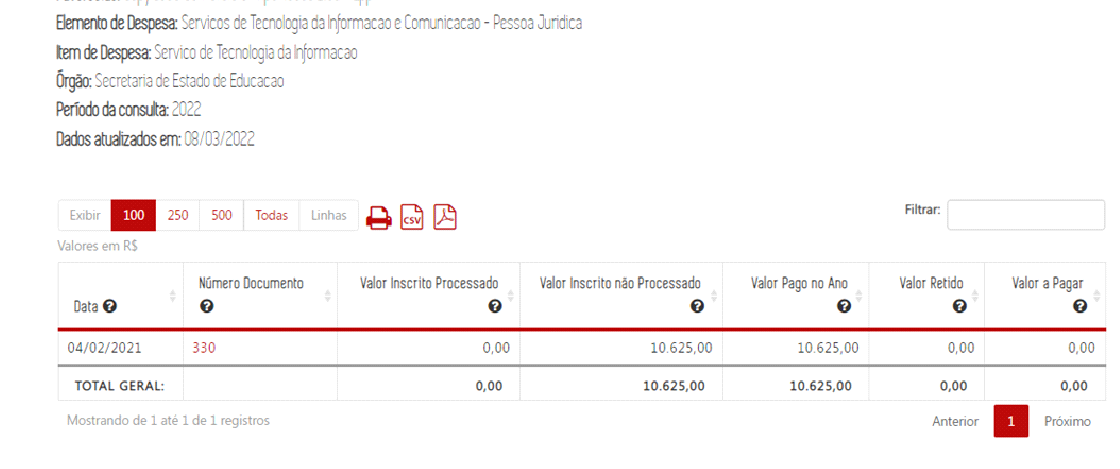 Elemento de Despesa: Servicos de Tecnologia da Informacao e Comunicacao - Pessoa Juridica
Item de Despesa: Servico de Tecnologia da Informacao
Órgão: Secretaria de Estado de Educacao
Período da consulta: 2022
Dados atualizados em: 08/03/2022
Exibir 100 250 500 Todas Linhas CSV Filtrar:
Valores em R$
Data ? Número Documento ? Valor Inscrito Processado ? Valor Inscrito não Processado ? Valor Pago no Ano ? Valor Retido ? Valor a Pagar ?
04/02/2021 330 0,00 10.625,00 10.625,00 0,00 0,00
TOTAL GERAL: 0,00 10.625,00 10.625,00 0,00 0,00
Mostrando de 1 até 1 de 1 registros Anterior 1 Próximo